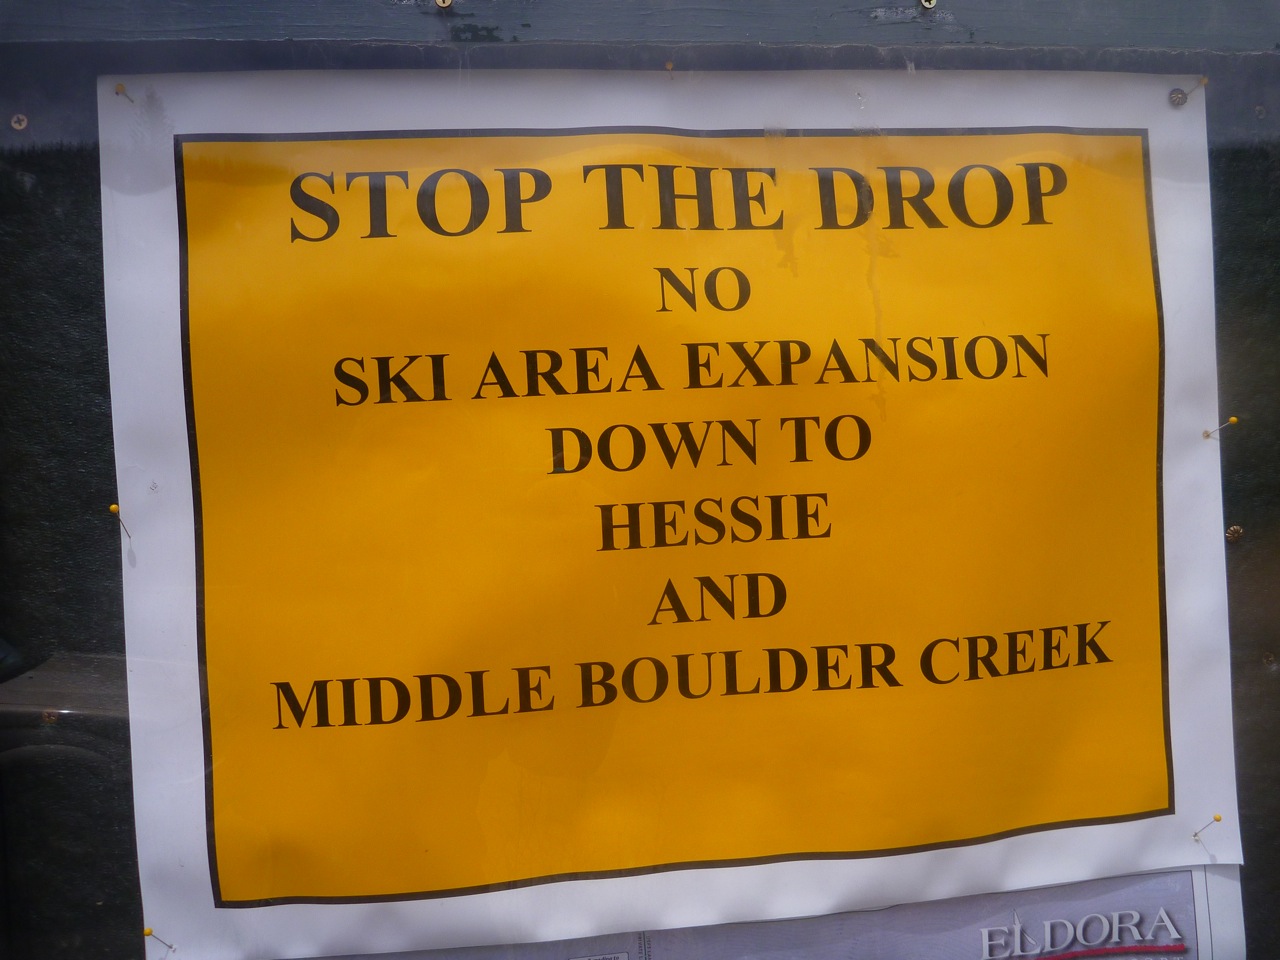 STOP THE DROP
NO
SKI AREA EXPANSION
DOWN TO
HESSIE
AND
MIDDLE BOULDER CREEK
ELDORA